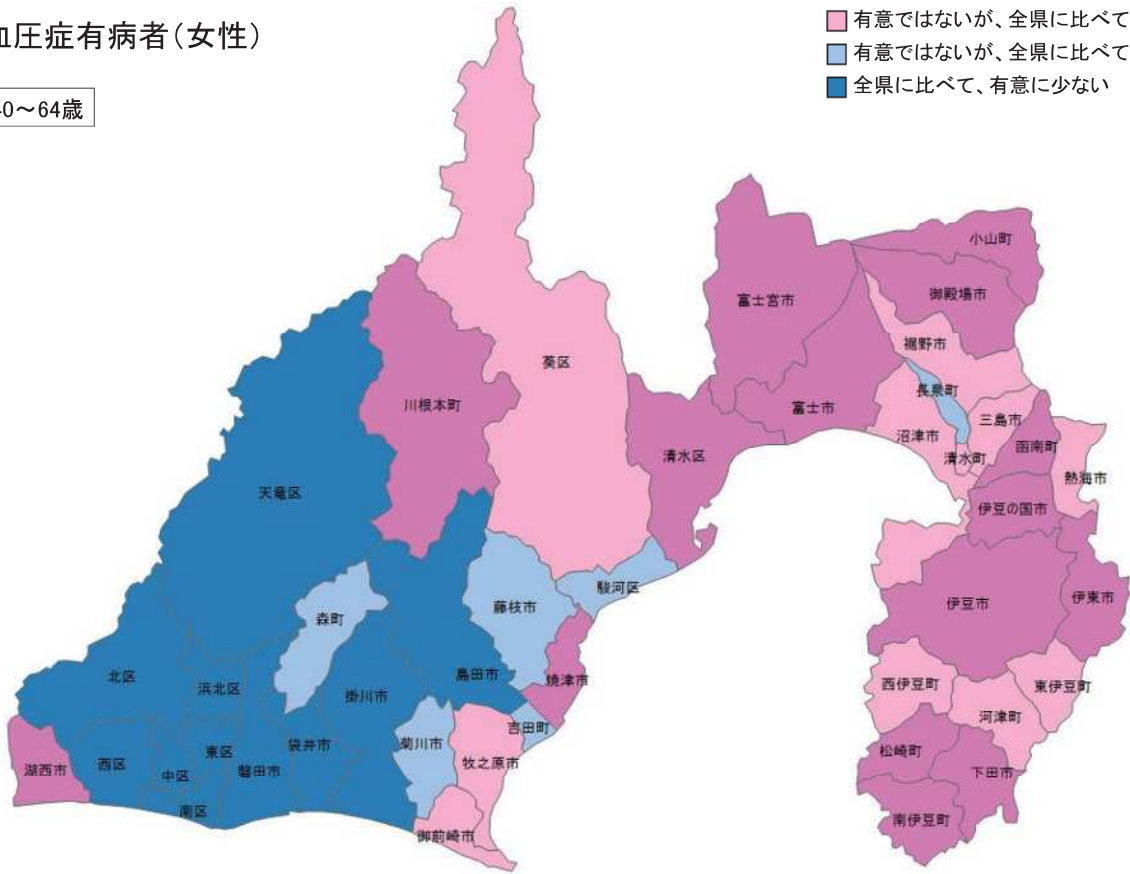 血圧症有病者(女性)
40～64歳
有意ではないが、全県に比べて
有意ではないが、全県に比べて
全県に比べて、有意に少ない
小山町
御殿場市
富士宮市
裾野市
葵区
長泉町
川根本町
富士市
三島市
沼津市
函南町
清水区
清水町
熱海市
天竜区
伊豆の国市
駿河区
藤枝市
伊豆市
伊東市
森町
島田市
北区
焼津市
浜北区
掛川市
西伊豆町
東伊豆町
河津町
吉田町
菊川市
袋井市
東区
松崎町
西区
牧之原市
湖西市
中区
磐田市
下田市
南区
南伊豆町
御前崎市